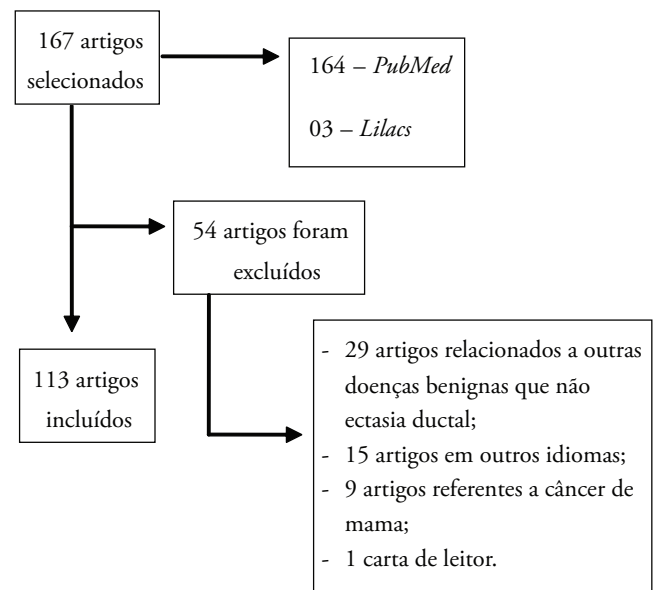 167 artigos
selecionados
164 – PubMed
03 – Lilacs
54 artigos foram
excluídos
113 artigos
incluídos
- 29 artigos relacionados a outras
doenças benignas que não
ectasia ductal;
- 15 artigos em outros idiomas;
- 9 artigos referentes a câncer de
mama;
- 1 carta de leitor.